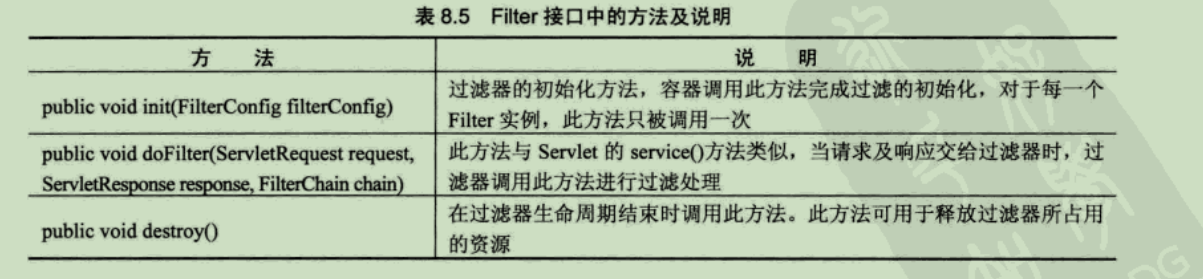 表 8.5 Filter 接口中的方法及说明
方 法
说 明
public void init(FilterConfig filterConfig)
过滤器的初始化方法，容器调用此方法完成过滤的初始化，对于每一个
Filter 实例，此方法只被调用一次
public void doFilter(ServletRequest request,
ServletResponse response, FilterChain chain)
此方法与 Servlet 的 service()方法类似，当请求及响应交给过滤器时，过
滤器调用此方法进行过滤处理
public void destroy()
在过滤器生命周期结束时调用此方法。此方法可用于释放过滤器所占用
的资源